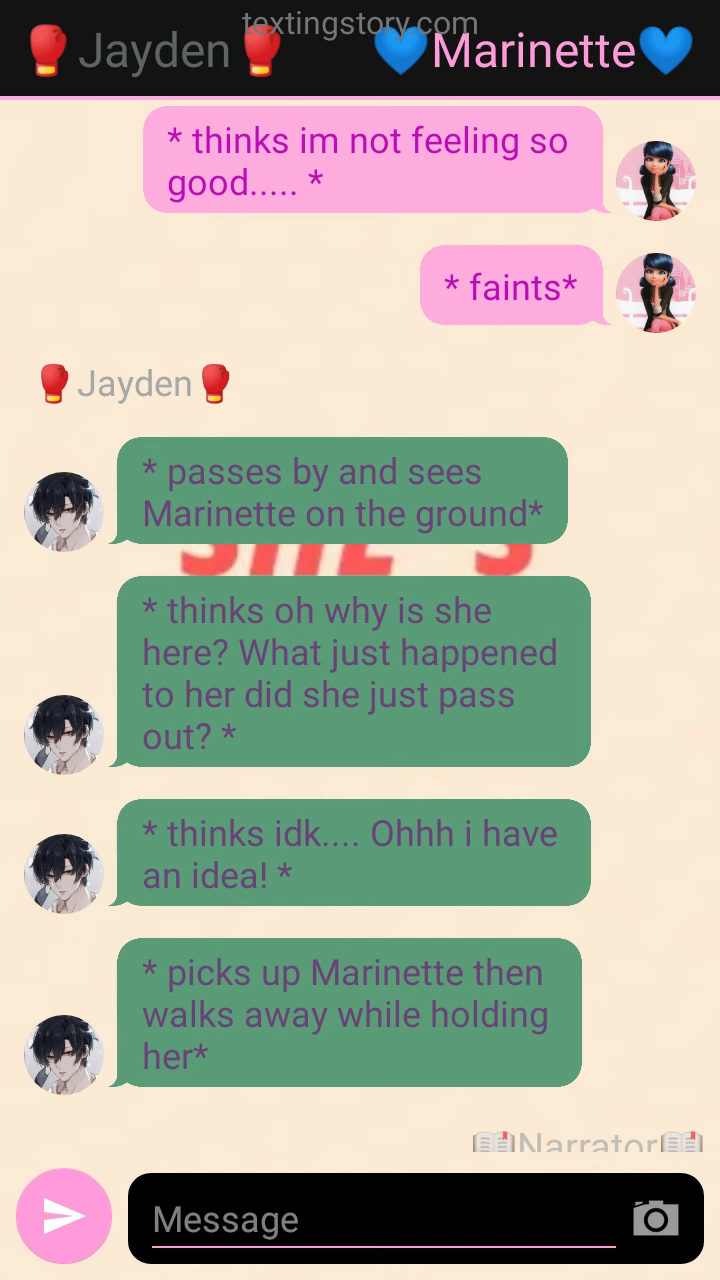 textingstory.com
🥊Jayden🥊 💙Marinette💙
* thinks im not feeling so
good..... *
* faints*
🥊Jayden🥊
* passes by and sees
Marinette on the ground*
SHE'S
* thinks oh why is she
here? What just happened
to her did she just pass
out? *
* thinks idk.... Ohhh i have
an idea! *
* picks up Marinette then
walks away while holding
her*
📖Narrator📖
Message